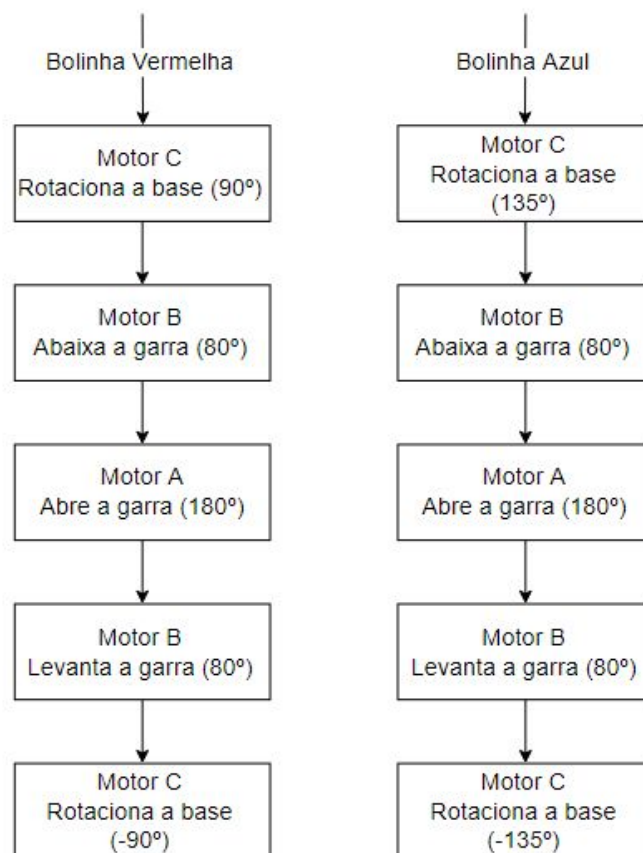 Bolinha Vermelha
Motor C
Rotaciona a base (90º)
Motor B
Abaixa a garra (80º)
Motor A
Abre a garra (180º)
Motor B
Levanta a garra (80º)
Motor C
Rotaciona a base
(-90º)
Bolinha Azul
Motor C
Rotaciona a base
(135º)
Motor B
Abaixa a garra (80º)
Motor A
Abre a garra (180º)
Motor B
Levanta a garra (80º)
Motor C
Rotaciona a base
(-135º)